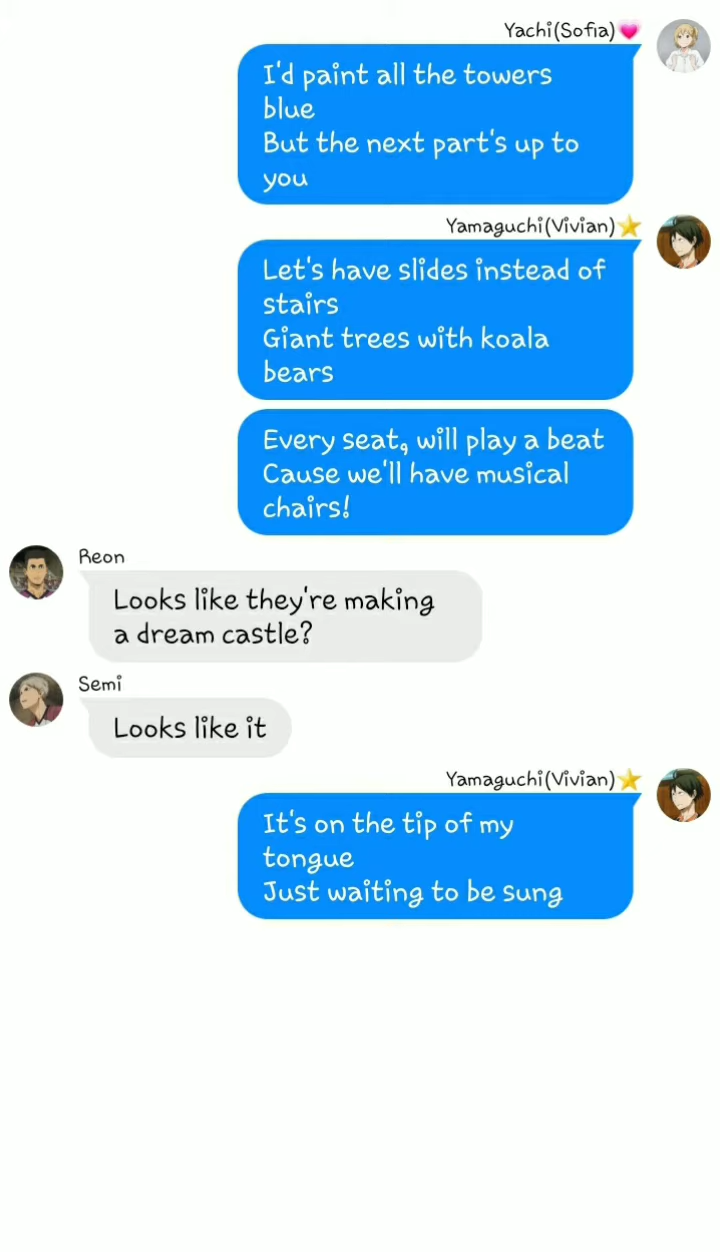 Yachi(Sofia)💗
I'd paint all the towers
blue
But the next part's up to
you
Yamaguchi(Vivian)⭐
Let's have slides instead of
stairs
Giant trees with koala
bears
Every seat, will play a beat
Cause we'll have musical
chairs!
Reon
Looks like they're making
a dream castle?
Semi
Looks like it
Yamaguchi(Vivian)⭐
It's on the tip of my
tongue
Just waiting to be sung